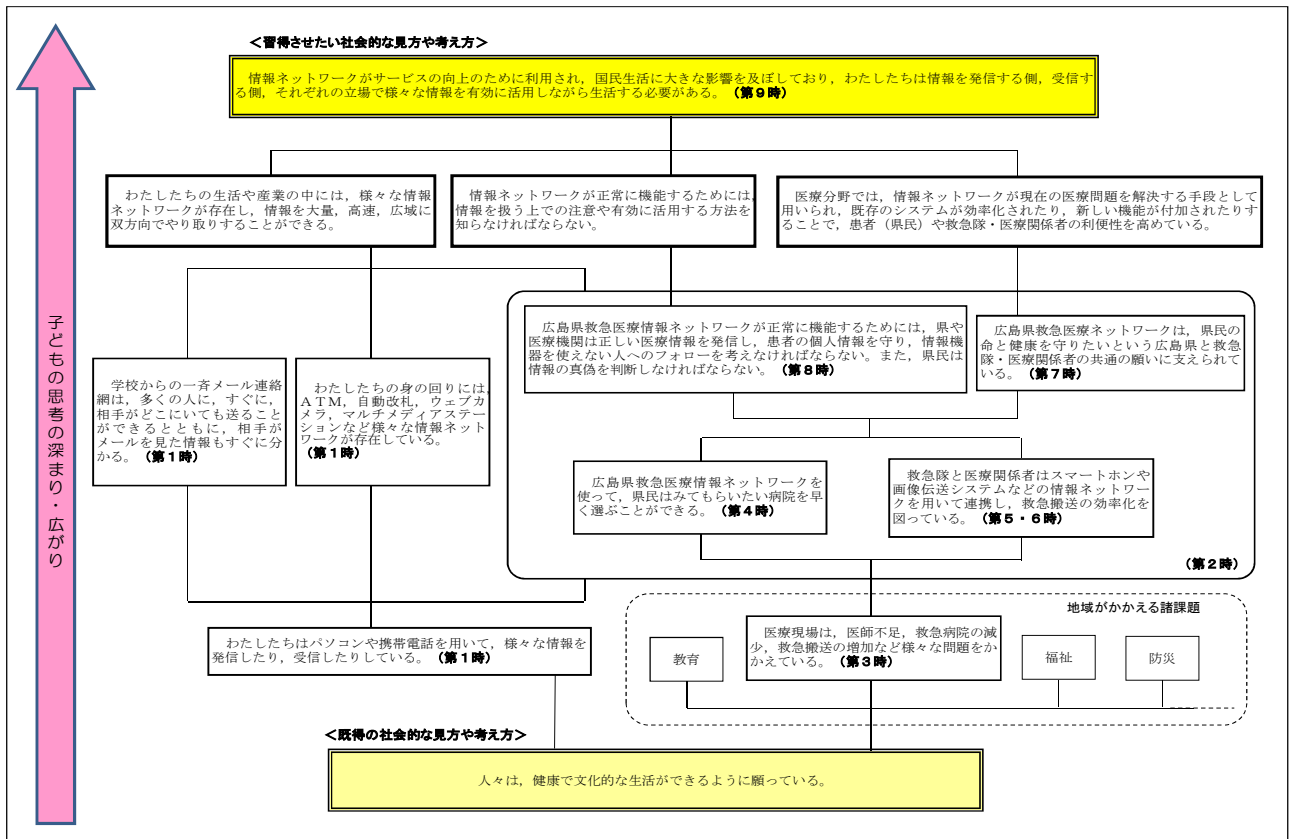 ＜習得させたい社会的な見方や考え方＞
情報ネットワークがサービスの向上のために利用され，国民生活に大きな影響を及ぼしており，わたしたちは情報を発信する側，受信す
る側，それぞれの立場で様々な情報を有効に活用しながら生活する必要がある。（第９時）
わたしたちの生活や産業の中には，様々な情報
ネットワークが存在し，情報を大量，高速，広域に
双方向でやり取りすることができる。
情報ネットワークが正常に機能するためには，
情報を扱う上での注意や有効に活用する方法を
知らなければならない。
医療分野では，情報ネットワークが現在の医療問題を解決する手段として
用いられ，既存のシステムが効率化されたり，新しい機能が付加されたりす
ることで，患者（県民）や救急隊・医療関係者の利便性を高めている。
子どもの思考の深まり・広がり
学校からの一斉メール連絡
網は，多くの人に，すぐに，
相手がどこにいても送ること
ができるとともに，相手が
メールを見た情報もすぐに分
かる。（第１時）
わたしたちの身の回りには，
ＡＴＭ，自動改札，ウェブカ
メラ，マルチメディアステー
ションなど様々な情報ネット
ワークが存在している。
（第１時）
広島県救急医療情報ネットワークが正常に機能するためには，県や
医療機関は正しい医療情報を発信し，患者の個人情報を守り，情報機
器を使えない人へのフォローを考えなければならない。また，県民は
情報の真偽を判断しなければならない。（第８時）
広島県救急医療ネットワークは，県民の
命と健康を守りたいという広島県と救急
隊・医療関係者の共通の願いに支えられて
いる。（第７時）
広島県救急医療情報ネットワークを
使って，県民はみてもらいたい病院を早
く選ぶことができる。（第４時）
救急隊と医療関係者はスマートホンや
画像伝送システムなどの情報ネットワー
クを用いて連携し，救急搬送の効率化を
図っている。（第５・６時）
（第２時）
わたしたちはパソコンや携帯電話を用いて，様々な情報を
発信したり，受信したりしている。（第１時）
地域がかかえる諸課題
教育
医療現場は，医師不足，救急病院の減
少，救急搬送の増加など様々な問題をか
かえている。（第３時）
福祉
防災
＜既得の社会的な見方や考え方＞
人々は，健康で文化的な生活ができるように願っている。